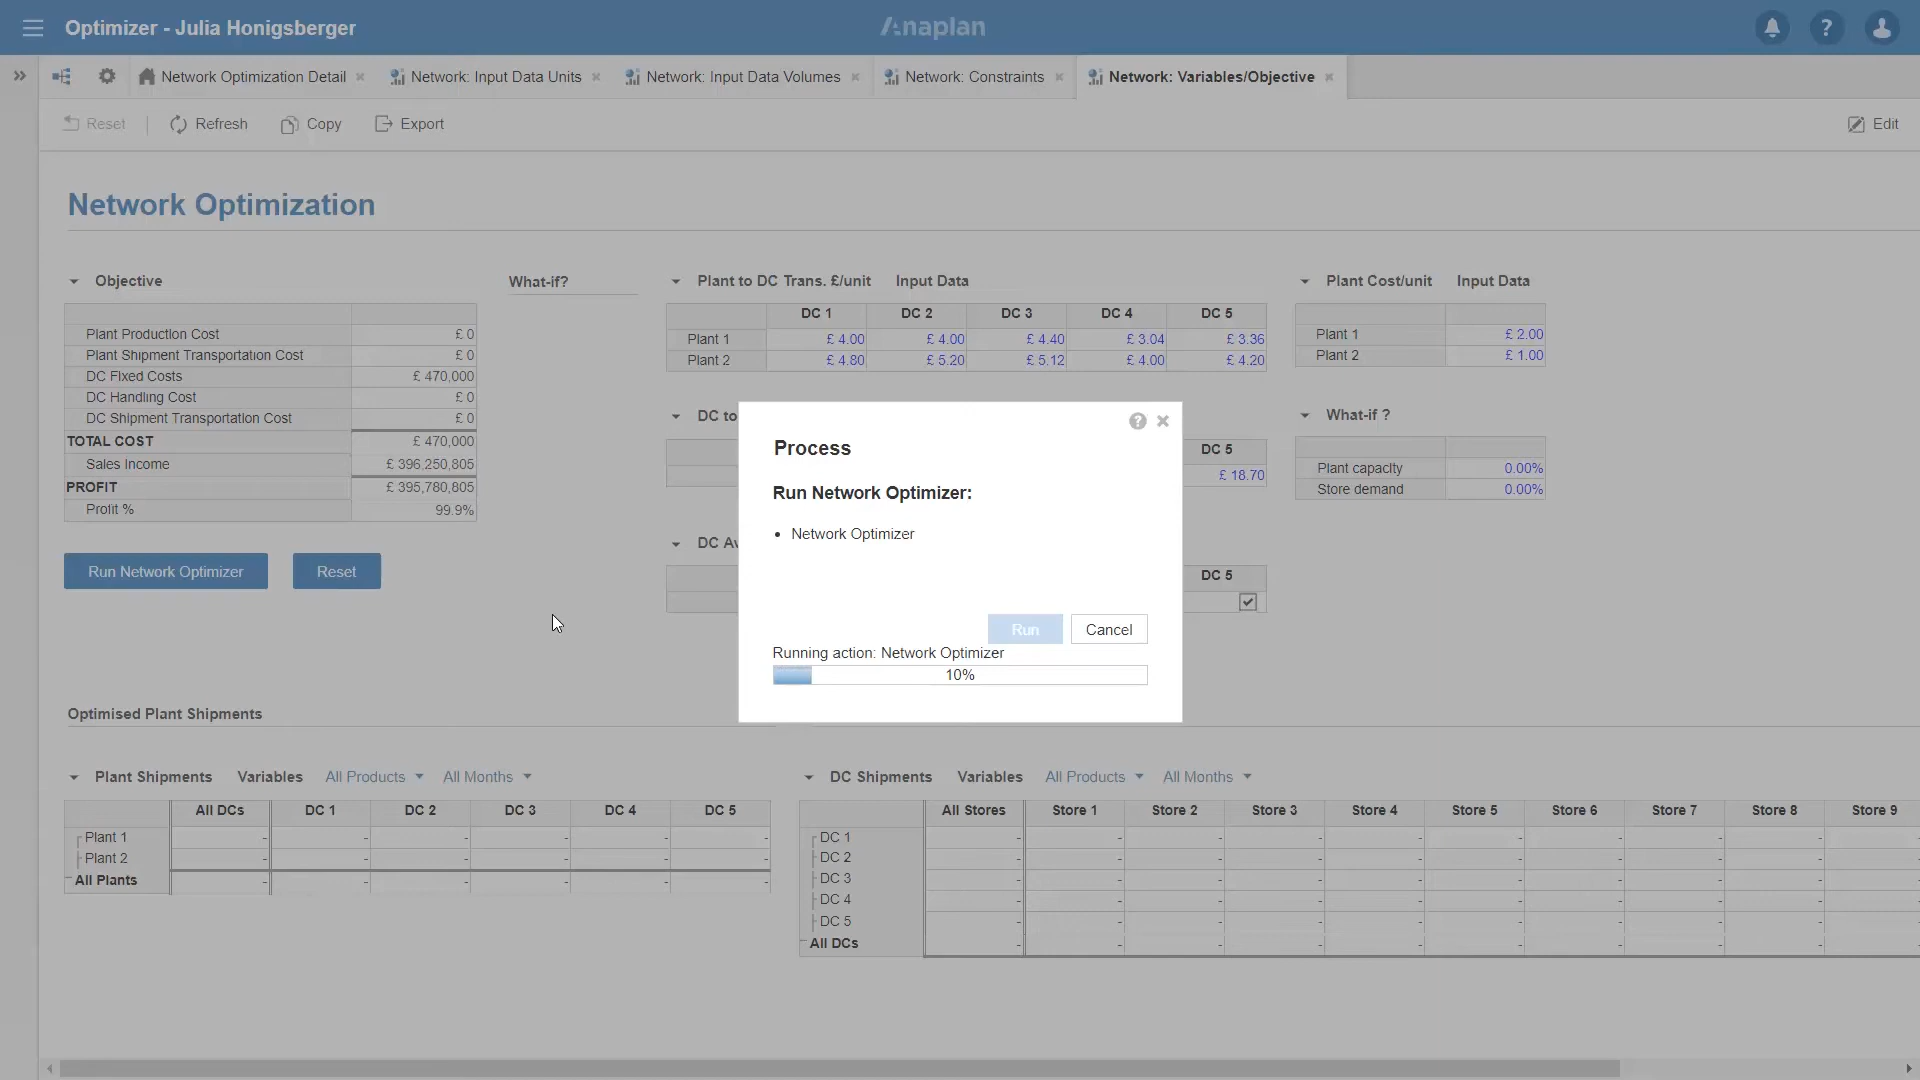 Optimizer - Julia Honigsberger
Anaplan
?
Network Optimization Detail
Network: Input Data Units
Network: Input Data Volumes
Network: Constraints
Network: Variables/Objective
Reset
Refresh
Copy
Export
Edit
Network Optimization
Objective
What-if?
Plant Production Cost £ 0
Plant Shipment Transportation Cost £ 0
DC Fixed Costs £ 470,000
DC Handling Cost £ 0
DC Shipment Transportation Cost £ 0
TOTAL COST £ 470,000
Sales Income £ 396,250,805
PROFIT £ 395,780,805
Profit % 99.9%
Run Network Optimizer
Reset
Plant to DC Trans. £/unit Input Data
DC 1 DC 2 DC 3 DC 4 DC 5
Plant 1 £ 4.00 £ 4.00 £ 4.40 £ 3.04 £ 3.36
Plant 2 £ 4.80 £ 5.20 £ 5.12 £ 4.00 £ 4.20
DC to
DC 5
£ 18.70
DC Av
DC 5
Plant Cost/unit Input Data
Plant 1 £ 2.00
Plant 2 £ 1.00
What-if ?
Plant capacity 0.00%
Store demand 0.00%
?
Process
Run Network Optimizer:
• Network Optimizer
Run
Cancel
Running action: Network Optimizer
10%
Optimised Plant Shipments
Plant Shipments Variables All Products All Months
All DCs DC 1 DC 2 DC 3 DC 4 DC 5
Plant 1 - - - - - -
Plant 2 - - - - - -
All Plants - - - - - -
DC Shipments Variables All Products All Months
All Stores Store 1 Store 2 Store 3 Store 4 Store 5 Store 6 Store 7 Store 8 Store 9
DC 1 - - - - - - - - -
DC 2 - - - - - - - - -
DC 3 - - - - - - - - -
DC 4 - - - - - - - - -
DC 5 - - - - - - - - -
All DCs - - - - - - - - -